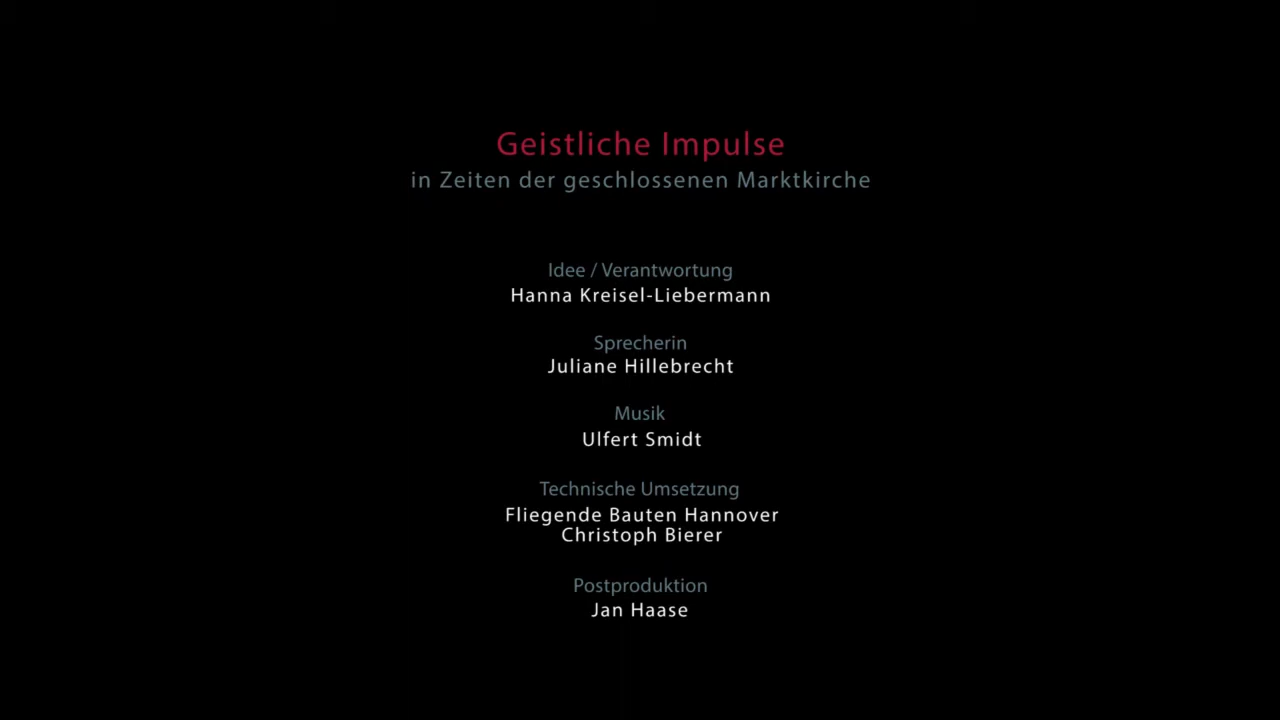 Geistliche Impulse
in Zeiten der geschlossenen Marktkirche
Idee / Verantwortung
Hanna Kreisel-Liebermann
Sprecherin
Juliane Hillebrecht
Musik
Ulfert Smidt
Technische Umsetzung
Fliegende Bauten Hannover
Christoph Bierer
Postproduktion
Jan Haase